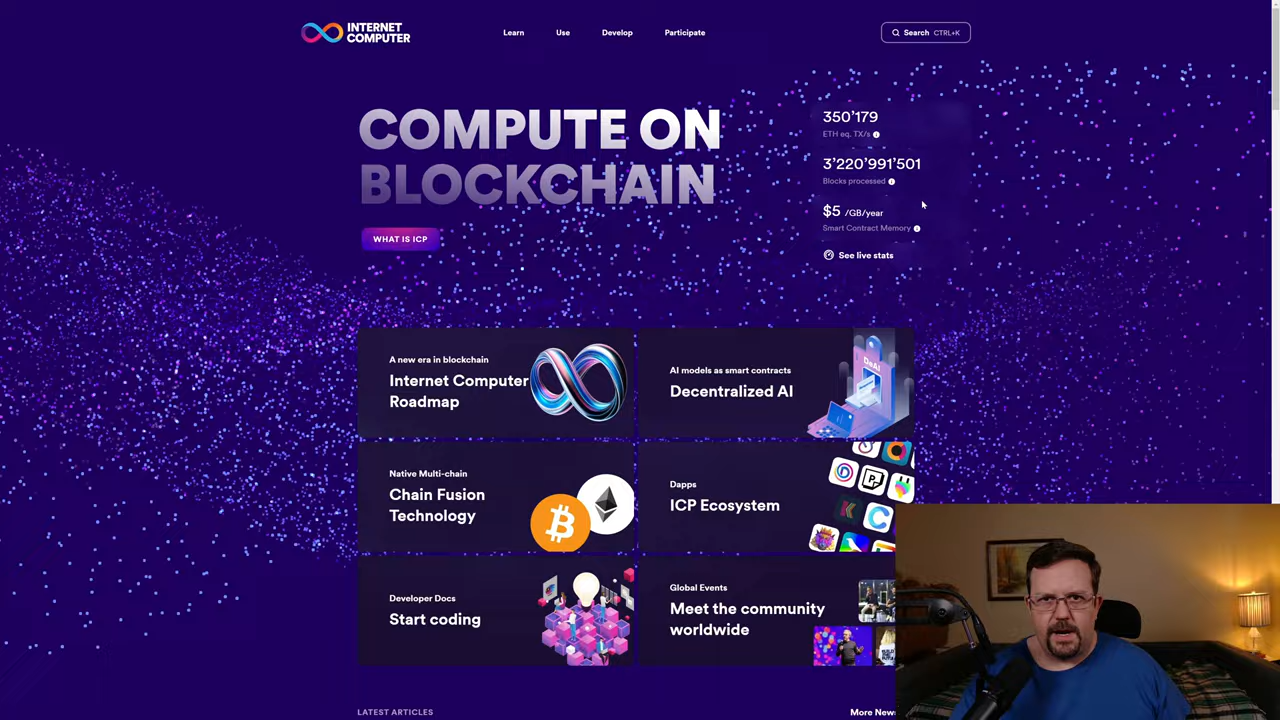 INTERNET
COMPUTER
Learn
Use
Develop
Participate
Search CTRL+K
COMPUTE ON
BLOCKCHAIN
WHAT IS ICP
350'179
ETH eq. TX/s
3'220'991'501
Blocks processed
$5 /GB/year
Smart Contract Memory
See live stats
A new era in blockchain
Internet Computer
Roadmap
AI models as smart contracts
Decentralized AI
DeAI
Native Multi-chain
Chain Fusion
Technology
Dapps
ICP Ecosystem
Developer Docs
Start coding
Global Events
Meet the community
worldwide
LATEST ARTICLES
More News